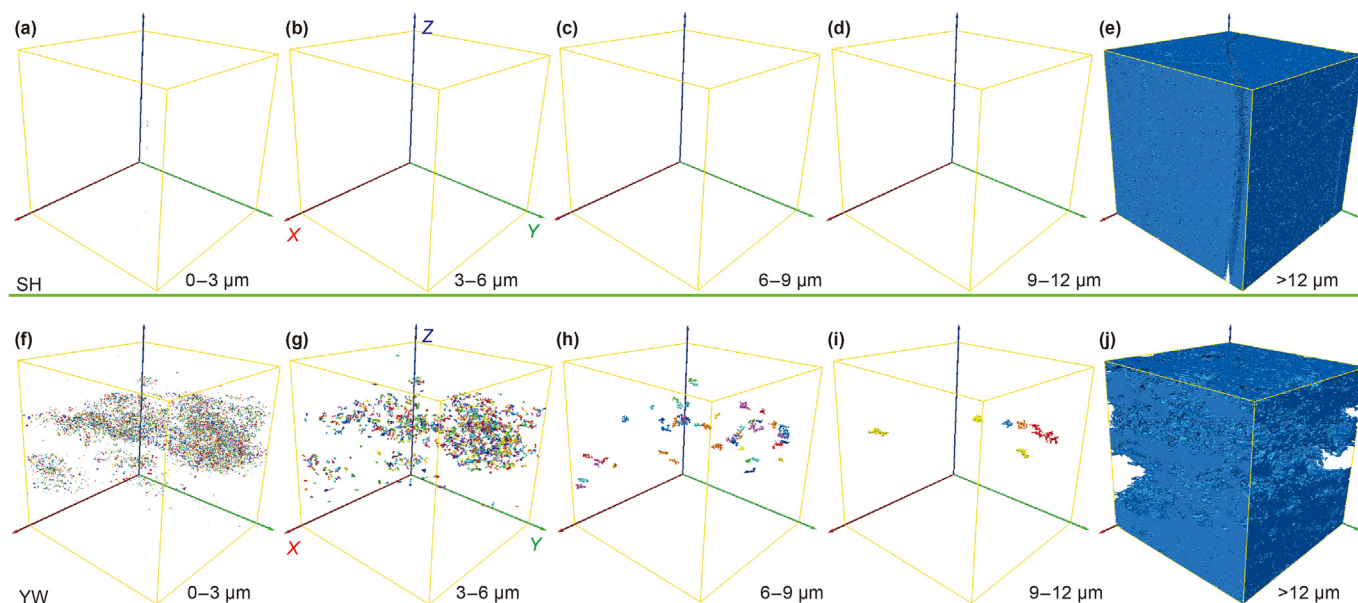 (a) (b) (c) (d) (e)
Z
X Y
0–3 μm 3–6 μm 6–9 μm 9–12 μm >12 μm
SH
(f) (g) (h) (i) (j)
Z
X Y
0–3 μm 3–6 μm 6–9 μm 9–12 μm >12 μm
YW